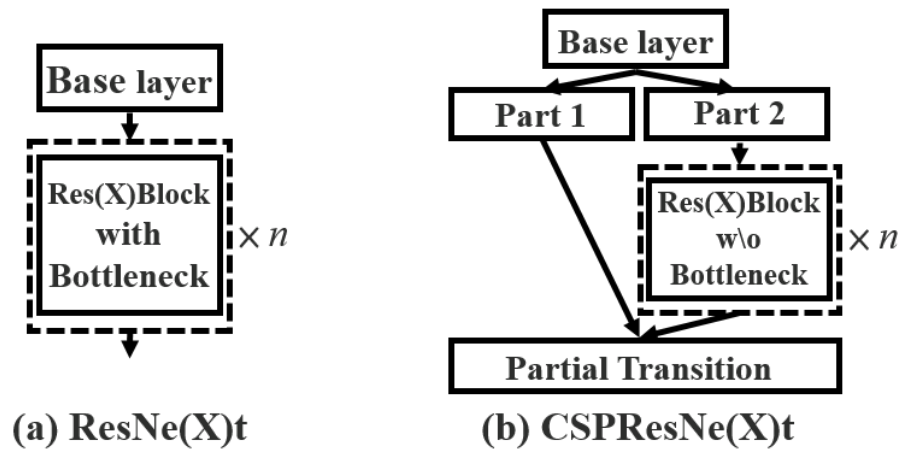 Base layer
Res(X)Block
with
Bottleneck
× n
(a) ResNe(X)t
Base layer
Part 1
Part 2
Res(X)Block
w\o
Bottleneck
× n
Partial Transition
(b) CSPResNe(X)t